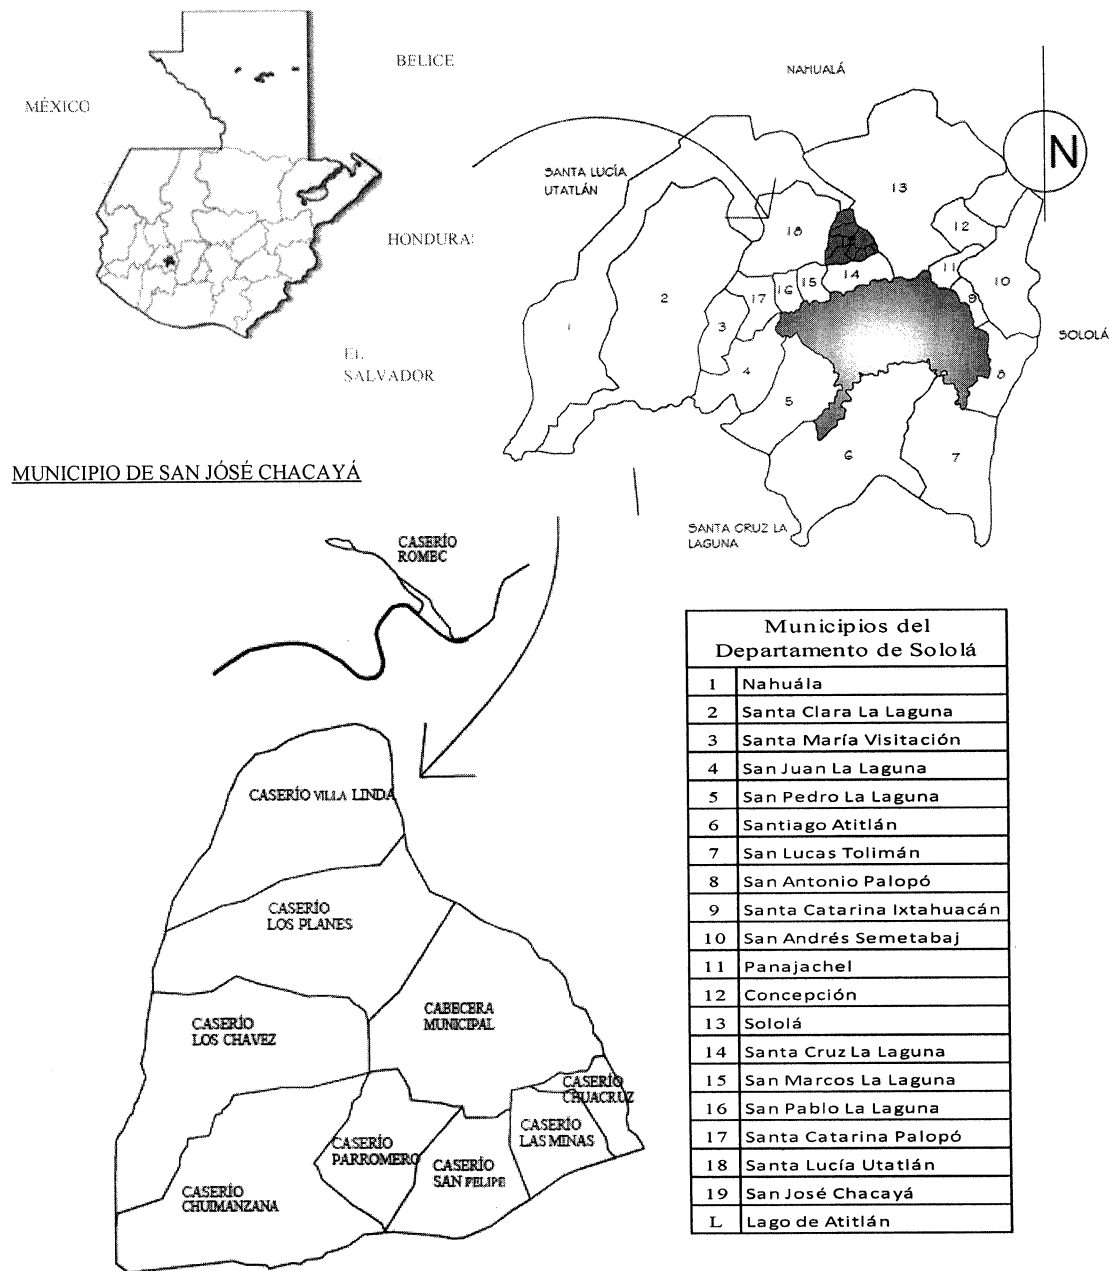 BELICE
MÉXICO
HONDURA
EL
SALVADOR
NAHUALÁ
SANTA LUCÍA
UTATLÁN
N
13
12
18
11
10
14
15
16
17
9
2
1
3
SOLOLÁ
4
8
5
6
7
SANTA CRUZ LA
LAGUNA
MUNICIPIO DE SAN JÓSÉ CHACAYÁ
CASERÍO
ROMEC
CASERÍO VILLA LINDA
CASERÍO
LOS PLANES
CASERÍO
LOS CHAVEZ
CABECERA
MUNICIPAL
CASERÍO
CHUACRUZ
CASERÍO
LAS MINAS
CASERÍO
PARROMERO
CASERÍO
SAN FELIPE
CASERÍO
CHUIMANZANA
Municipios del
Departamento de Sololá
1 Nahuála
2 Santa Clara La Laguna
3 Santa María Visitación
4 San Juan La Laguna
5 San Pedro La Laguna
6 Santiago Atitlán
7 San Lucas Tolimán
8 San Antonio Palopó
9 Santa Catarina Ixtahuacán
10 San Andrés Semetabaj
11 Panajachel
12 Concepción
13 Sololá
14 Santa Cruz La Laguna
15 San Marcos La Laguna
16 San Pablo La Laguna
17 Santa Catarina Palopó
18 Santa Lucía Utatlán
19 San José Chacayá
L Lago de Atitlán